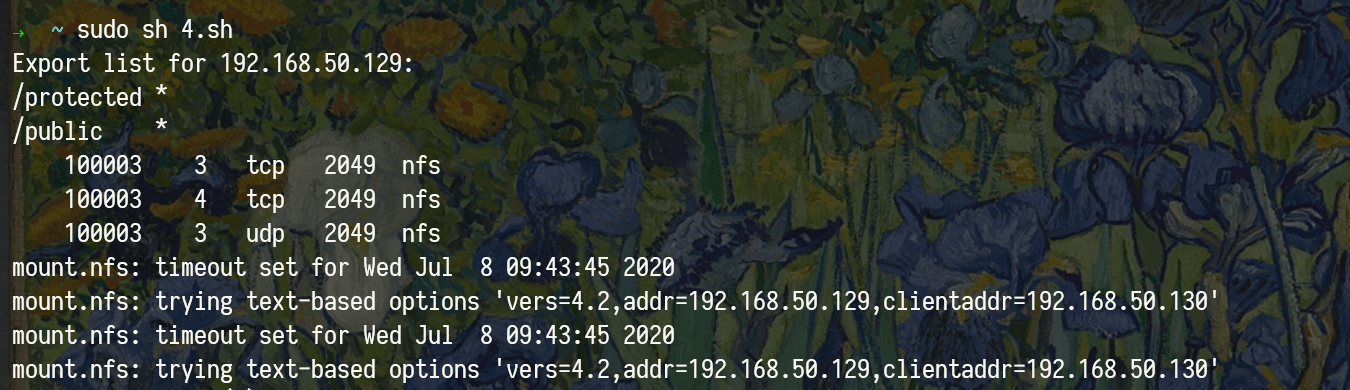 → ~ sudo sh 4.sh
Export list for 192.168.50.129:
/protected *
/public    *
    100003    3   tcp   2049  nfs
    100003    4   tcp   2049  nfs
    100003    3   udp   2049  nfs
mount.nfs: timeout set for Wed Jul  8 09:43:45 2020
mount.nfs: trying text-based options 'vers=4.2,addr=192.168.50.129,clientaddr=192.168.50.130'
mount.nfs: timeout set for Wed Jul  8 09:43:45 2020
mount.nfs: trying text-based options 'vers=4.2,addr=192.168.50.129,clientaddr=192.168.50.130'